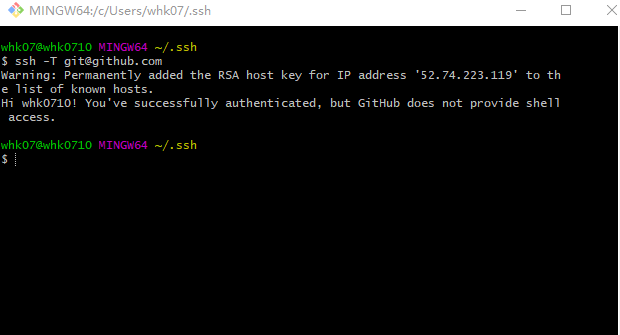 MINGW64:/c/Users/whk07/.ssh
whk07@whk0710 MINGW64 ~/.ssh
$ ssh -T git@github.com
Warning: Permanently added the RSA host key for IP address '52.74.223.119' to th
e list of known hosts.
Hi whk0710! You've successfully authenticated, but GitHub does not provide shell
 access.
whk07@whk0710 MINGW64 ~/.ssh
$